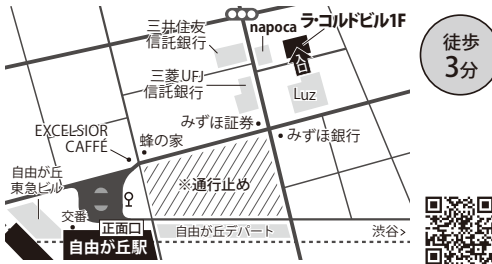 三井住友
信託銀行
napoca
ラ・コルドビル1F
入口
徒歩
3分
三菱UFJ
信託銀行
Luz
みずほ証券
みずほ銀行
EXCELSIOR
CAFFÉ
蜂の家
※通行止め
自由が丘
東急ビル
交番
正面口
自由が丘デパート
渋谷>
自由が丘駅